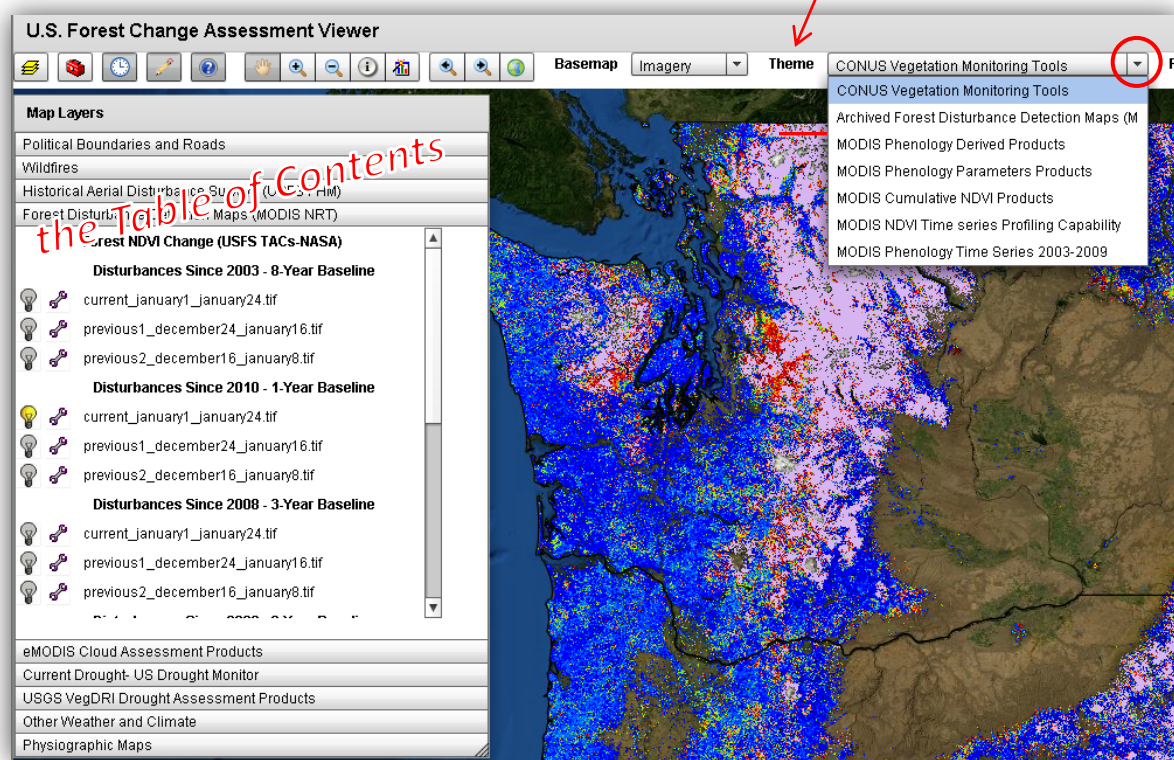 U.S. Forest Change Assessment Viewer
Basemap Imagery Theme CONUS Vegetation Monitoring Tools
CONUS Vegetation Monitoring Tools
Archived Forest Disturbance Detection Maps (M
MODIS Phenology Derived Products
MODIS Phenology Parameters Products
MODIS Cumulative NDVI Products
MODIS NDVI Time series Profiling Capability
MODIS Phenology Time Series 2003-2009
Map Layers
Political Boundaries and Roads
Wildfires
Historical Aerial Disturbance
the Table of Contents
Forest Maps (MODIS NRT)
NDVI Change (USFS TACs-NASA)
Disturbances Since 2003 - 8-Year Baseline
current_january1_january24.tif
previous1_december24_january16.tif
previous2_december16_january8.tif
Disturbances Since 2010 - 1-Year Baseline
current_january1_january24.tif
previous1_december24_january16.tif
previous2_december16_january8.tif
Disturbances Since 2008 - 3-Year Baseline
current_january1_january24.tif
previous1_december24_january16.tif
previous2_december16_january8.tif
eMODIS Cloud Assessment Products
Current Drought- US Drought Monitor
USGS VegDRI Drought Assessment Products
Other Weather and Climate
Physiographic Maps